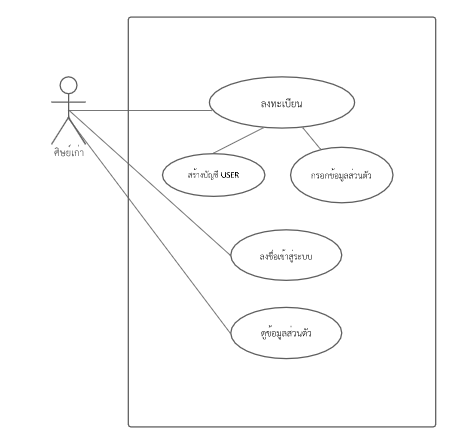 ลงทะเบียน
ศิษย์เก่า
สร้างบัญชี USER
กรอกข้อมูลส่วนตัว
ลงชื่อเข้าสู่ระบบ
ดูข้อมูลส่วนตัว